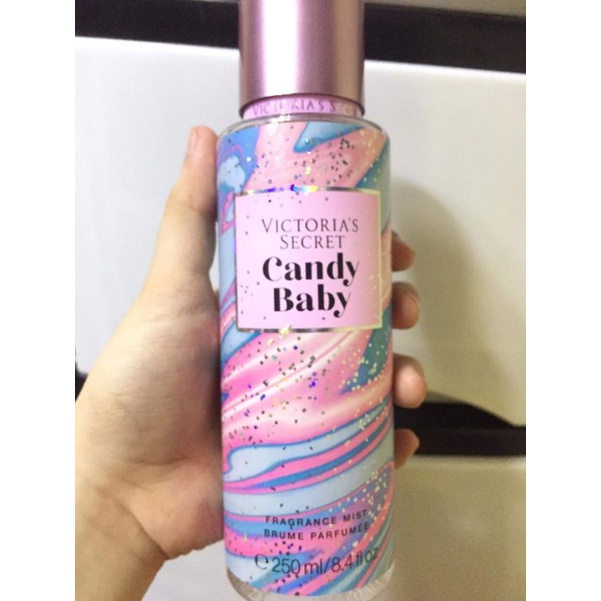 VICTORIA'S SECRET
VICTORIA'S
SECRET
Candy
Baby
FRAGRANCE MIST
BRUME PARFUMÉE
℮ 250 ml/8.4 fl oz